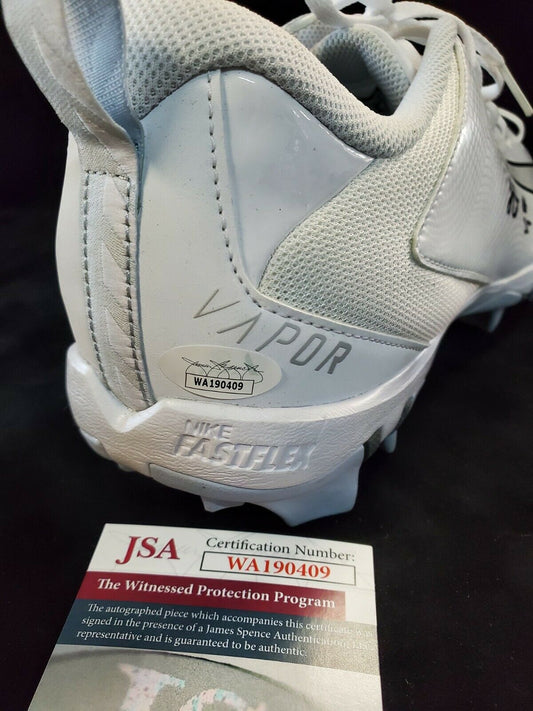 VAPOR
WA190409
NIKE
FASTFLEX
JSA
Certification Number:
WA190409
The Witnessed Protection Program
The autographed piece which accompanies this certificate
signed in the presence of a James Spence Authentication
representative and is guaranteed to be authentic.